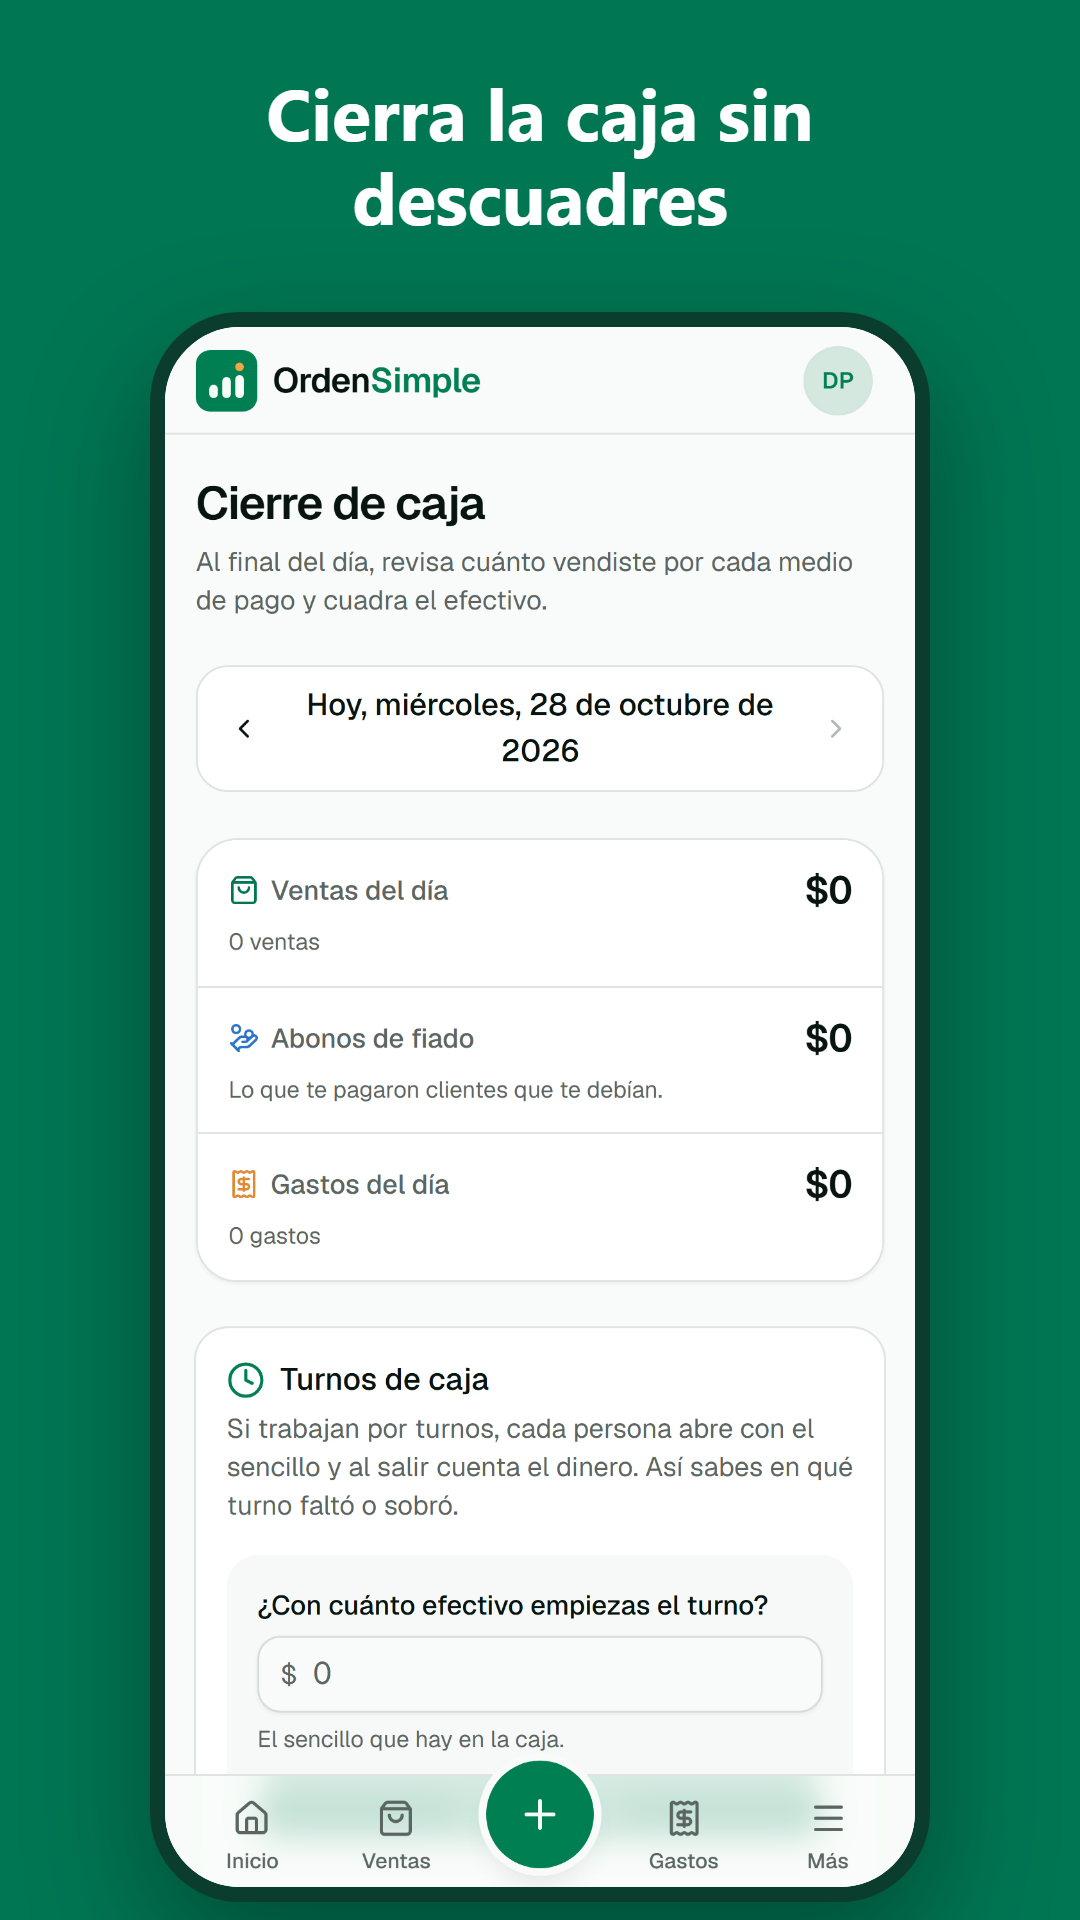 Cierra la caja sin
descuadres
OrdenSimple
DP
Cierre de caja
Al final del día, revisa cuánto vendiste por cada medio
de pago y cuadra el efectivo.
Hoy, miércoles, 28 de octubre de
2026
Ventas del día
$0
0 ventas
Abonos de fiado
$0
Lo que te pagaron clientes que te debían.
Gastos del día
$0
0 gastos
Turnos de caja
Si trabajan por turnos, cada persona abre con el
sencillo y al salir cuenta el dinero. Así sabes en qué
turno faltó o sobró.
¿Con cuánto efectivo empiezas el turno?
$ 0
El sencillo que hay en la caja.
Inicio
Ventas
Gastos
Más